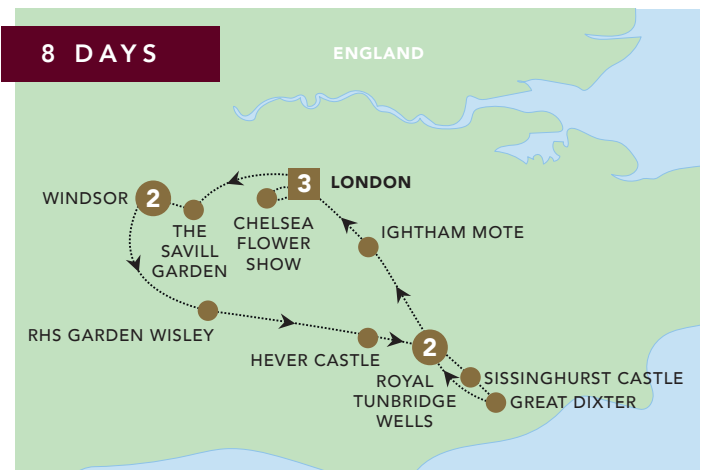 8 DAYS
ENGLAND
3
LONDON
WINDSOR
2
THE
SAVILL
GARDEN
CHELSEA
FLOWER
SHOW
IGHTHAM MOTE
RHS GARDEN WISLEY
HEVER CASTLE
2
ROYAL
TUNBRIDGE
WELLS
SISSINGHURST CASTLE
GREAT DIXTER